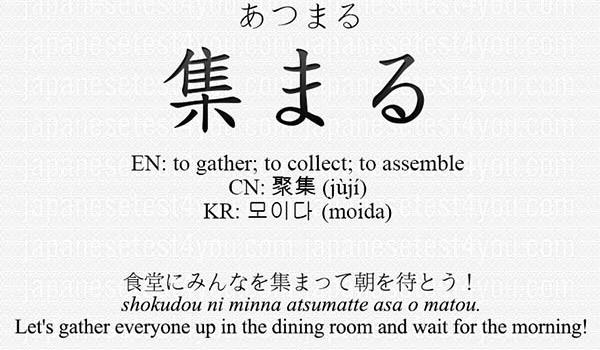 あつまる
集まる
EN: to gather; to collect; to assemble
CN: 聚集 (jùjí)
KR: 모이다 (moida)
食堂にみんなを集まって朝を待とう！
shokudou ni minna atsumatte asa o matou.
Let's gather everyone up in the dining room and wait for the morning!
japanesetest4you.com